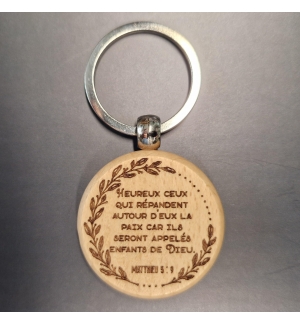 Heureux ceux
qui répandent
autour d'eux la
paix car ils
seront appelés
enfants de Dieu.
Matthieu 5 : 9